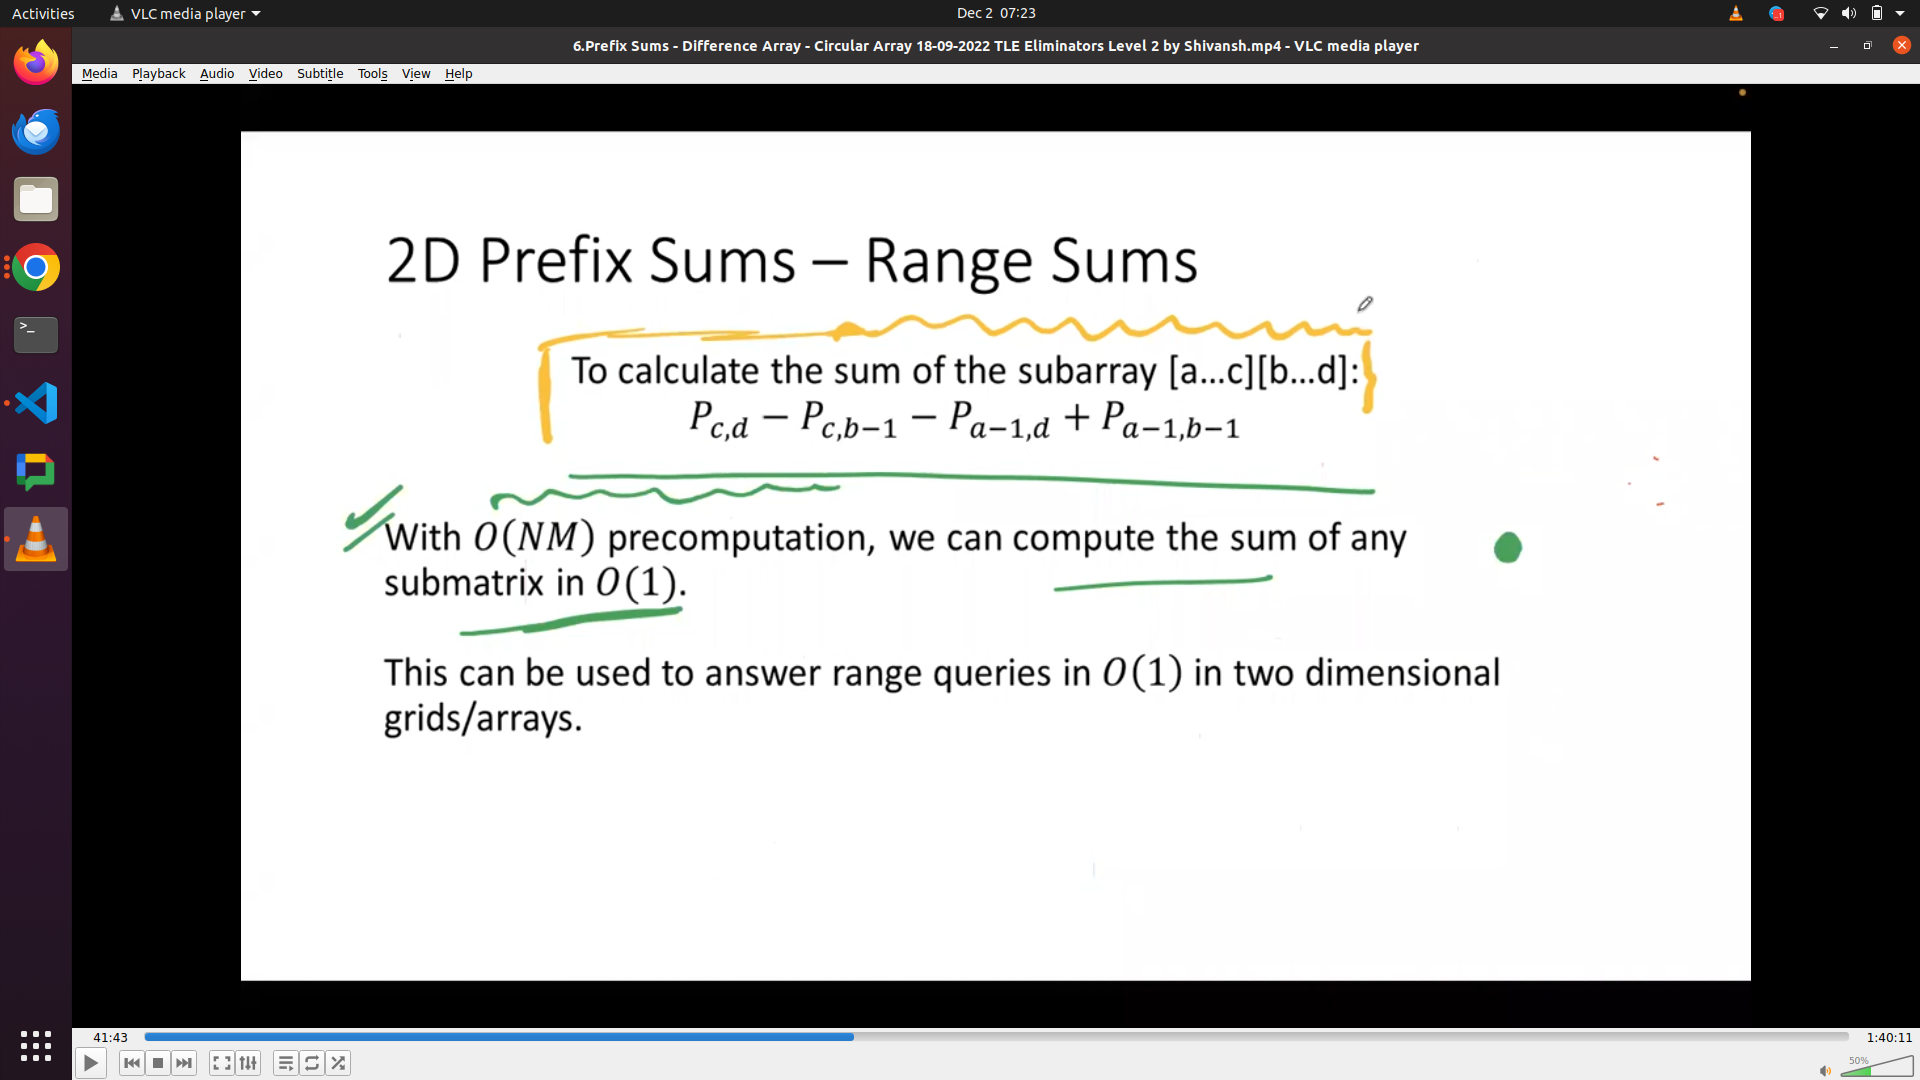 Activities
VLC media player
Dec 2 07:23
6.Prefix Sums - Difference Array - Circular Array 18-09-2022 TLE Eliminators Level 2 by Shivansh.mp4 - VLC media player
Media Playback Audio Video Subtitle Tools View Help
2D Prefix Sums – Range Sums
To calculate the sum of the subarray [a…c][b…d]:
P_{c,d} − P_{c,b−1} − P_{a−1,d} + P_{a−1,b−1}
With O(NM) precomputation, we can compute the sum of any
submatrix in O(1).
This can be used to answer range queries in O(1) in two dimensional
grids/arrays.
41:43
1:40:11
50%